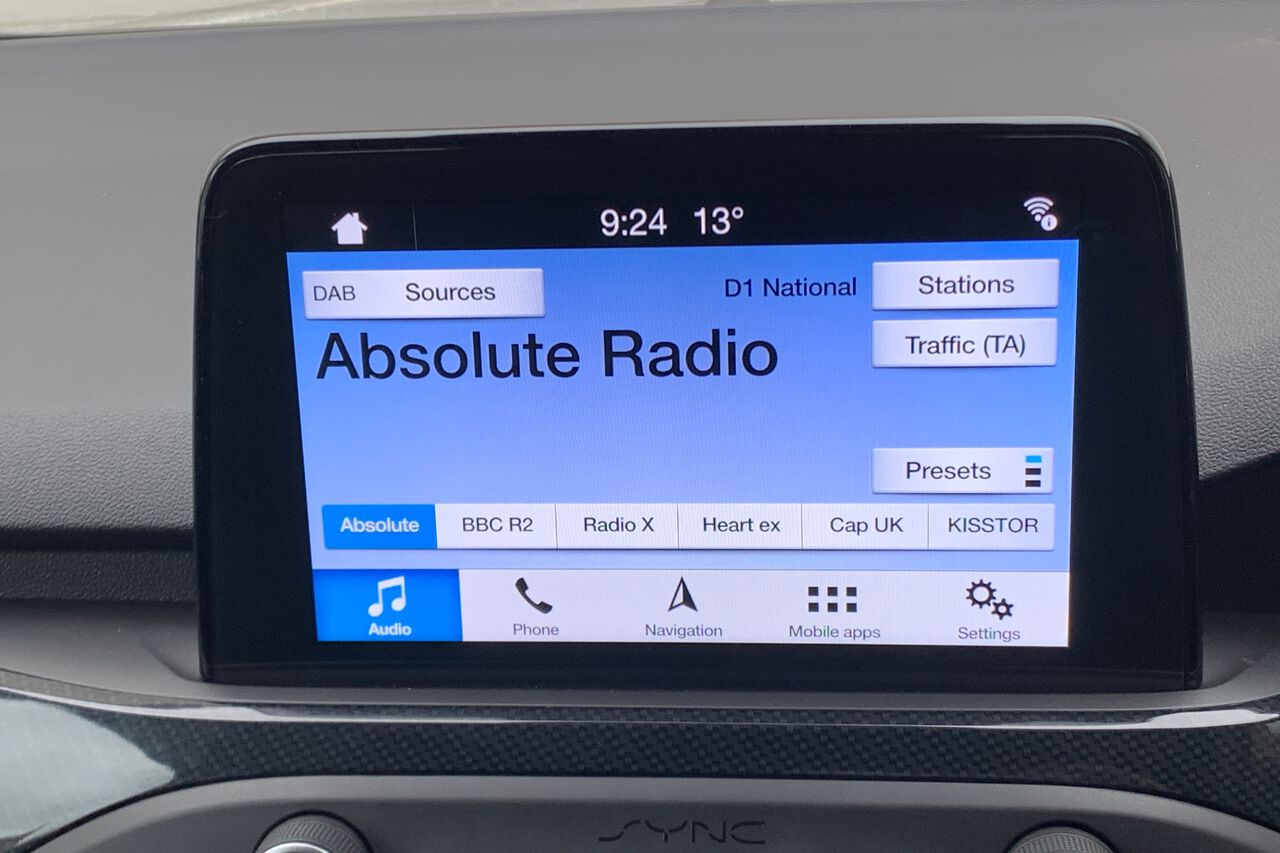 9:24 13°
DAB Sources
D1 National
Stations
Absolute Radio
Traffic (TA)
Presets
Absolute BBC R2 Radio X Heart ex Cap UK KISSTOR
Audio Phone Navigation Mobile apps Settings
SYNC